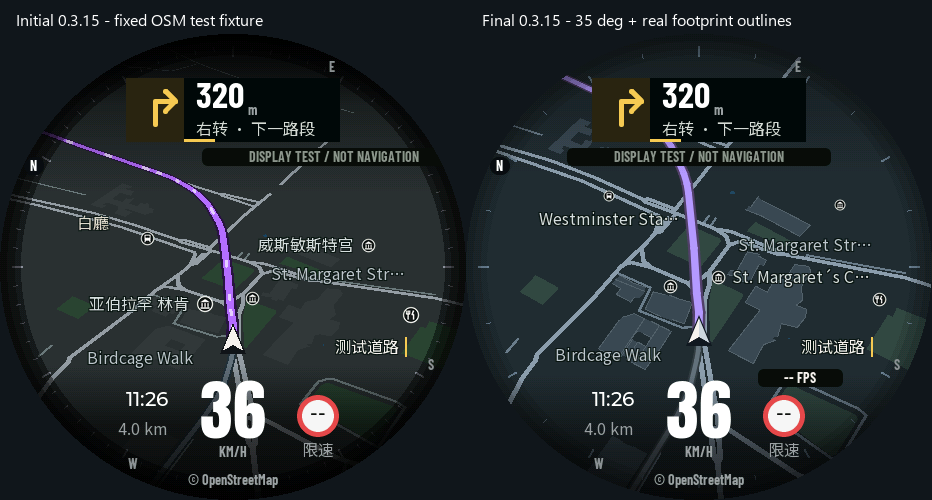 Initial 0.3.15 - fixed OSM test fixture
E
320 m
右转 · 下一路段
DISPLAY TEST / NOT NAVIGATION
N
白廳
威斯敏斯特宫
St. Margaret Str···
亚伯拉罕 林肯
测试道路
Birdcage Walk
S
11:26
36
--
4.0 km
KM/H
限速
W
© OpenStreetMap
Final 0.3.15 - 35 deg + real footprint outlines
E
320 m
右转 · 下一路段
DISPLAY TEST / NOT NAVIGATION
N
Westminster Sta···
St. Margaret Str···
St. Margaret´s C···
测试道路
Birdcage Walk
S
-- FPS
11:26
36
--
4.0 km
KM/H
限速
W
© OpenStreetMap